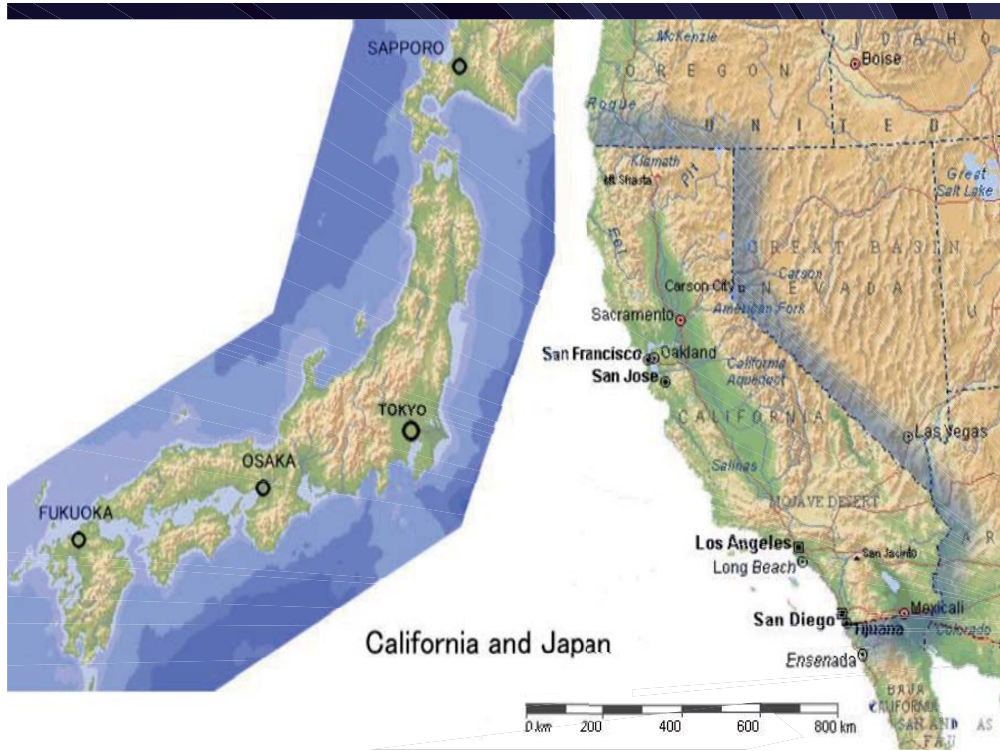 SAPPORO
TOKYO
OSAKA
FUKUOKA
McKenzie
IDAHO
Boise
OREGON
Rogue
UNITED
Klamath
Mt Shasta
Pit
Great
Salt Lake
Eel
GREAT BASIN
Carson
Carson City
NEVADA
American Fork
U
Sacramento
San Francisco
Oakland
California
Aqueduct
San Jose
CALIFORNIA
Las Vegas
Salinas
MOJAVE DESERT
AR
Los Angeles
San Jacinto
Long Beach
San Diego
Mexicali
Tijuana
Colorado
Ensenada
California and Japan
BAJA
CALIFORNIA
0 km 200 400 600 800 km